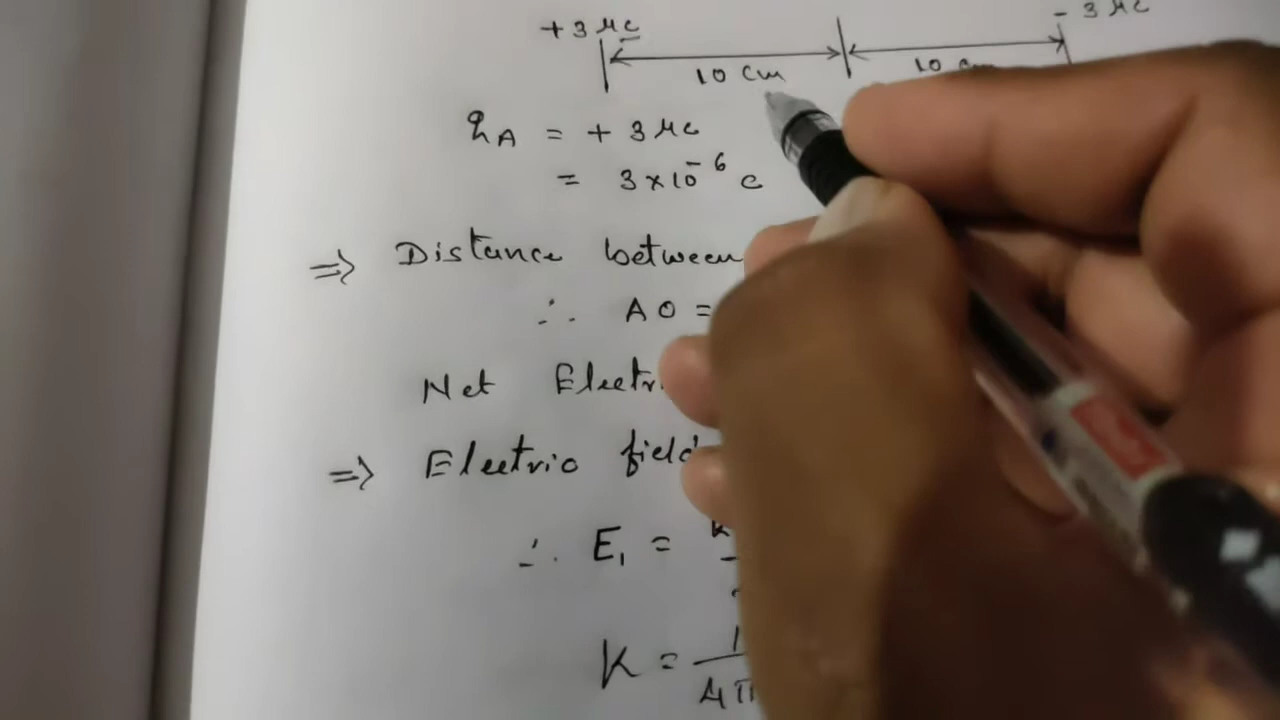 +3 μc - 3 μc
10 cm 10
qA = + 3 μc
= 3×10⁻⁶ c
⇒ Distance between
∴ AO =
Net
⇒ Electric field
∴ E₁ = K
K = 1
4π